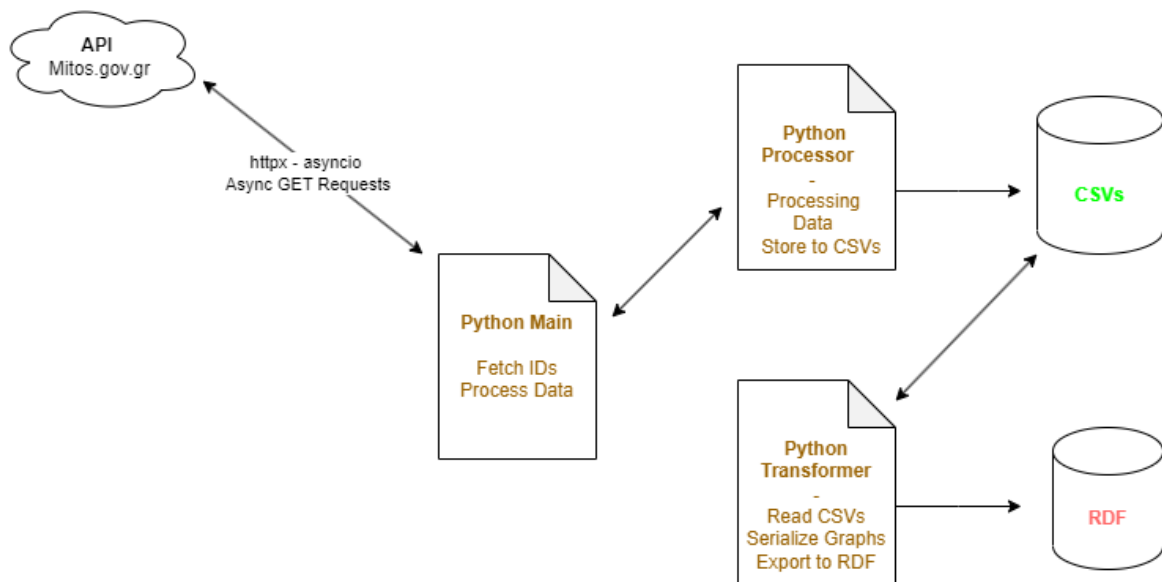 API
Mitos.gov.gr
httpx - asyncio
Async GET Requests
Python Main
Fetch IDs
Process Data
Python
Processor
-
Processing
Data
Store to CSVs
CSVs
Python
Transformer
-
Read CSVs
Serialize Graphs
Export to RDF
RDF